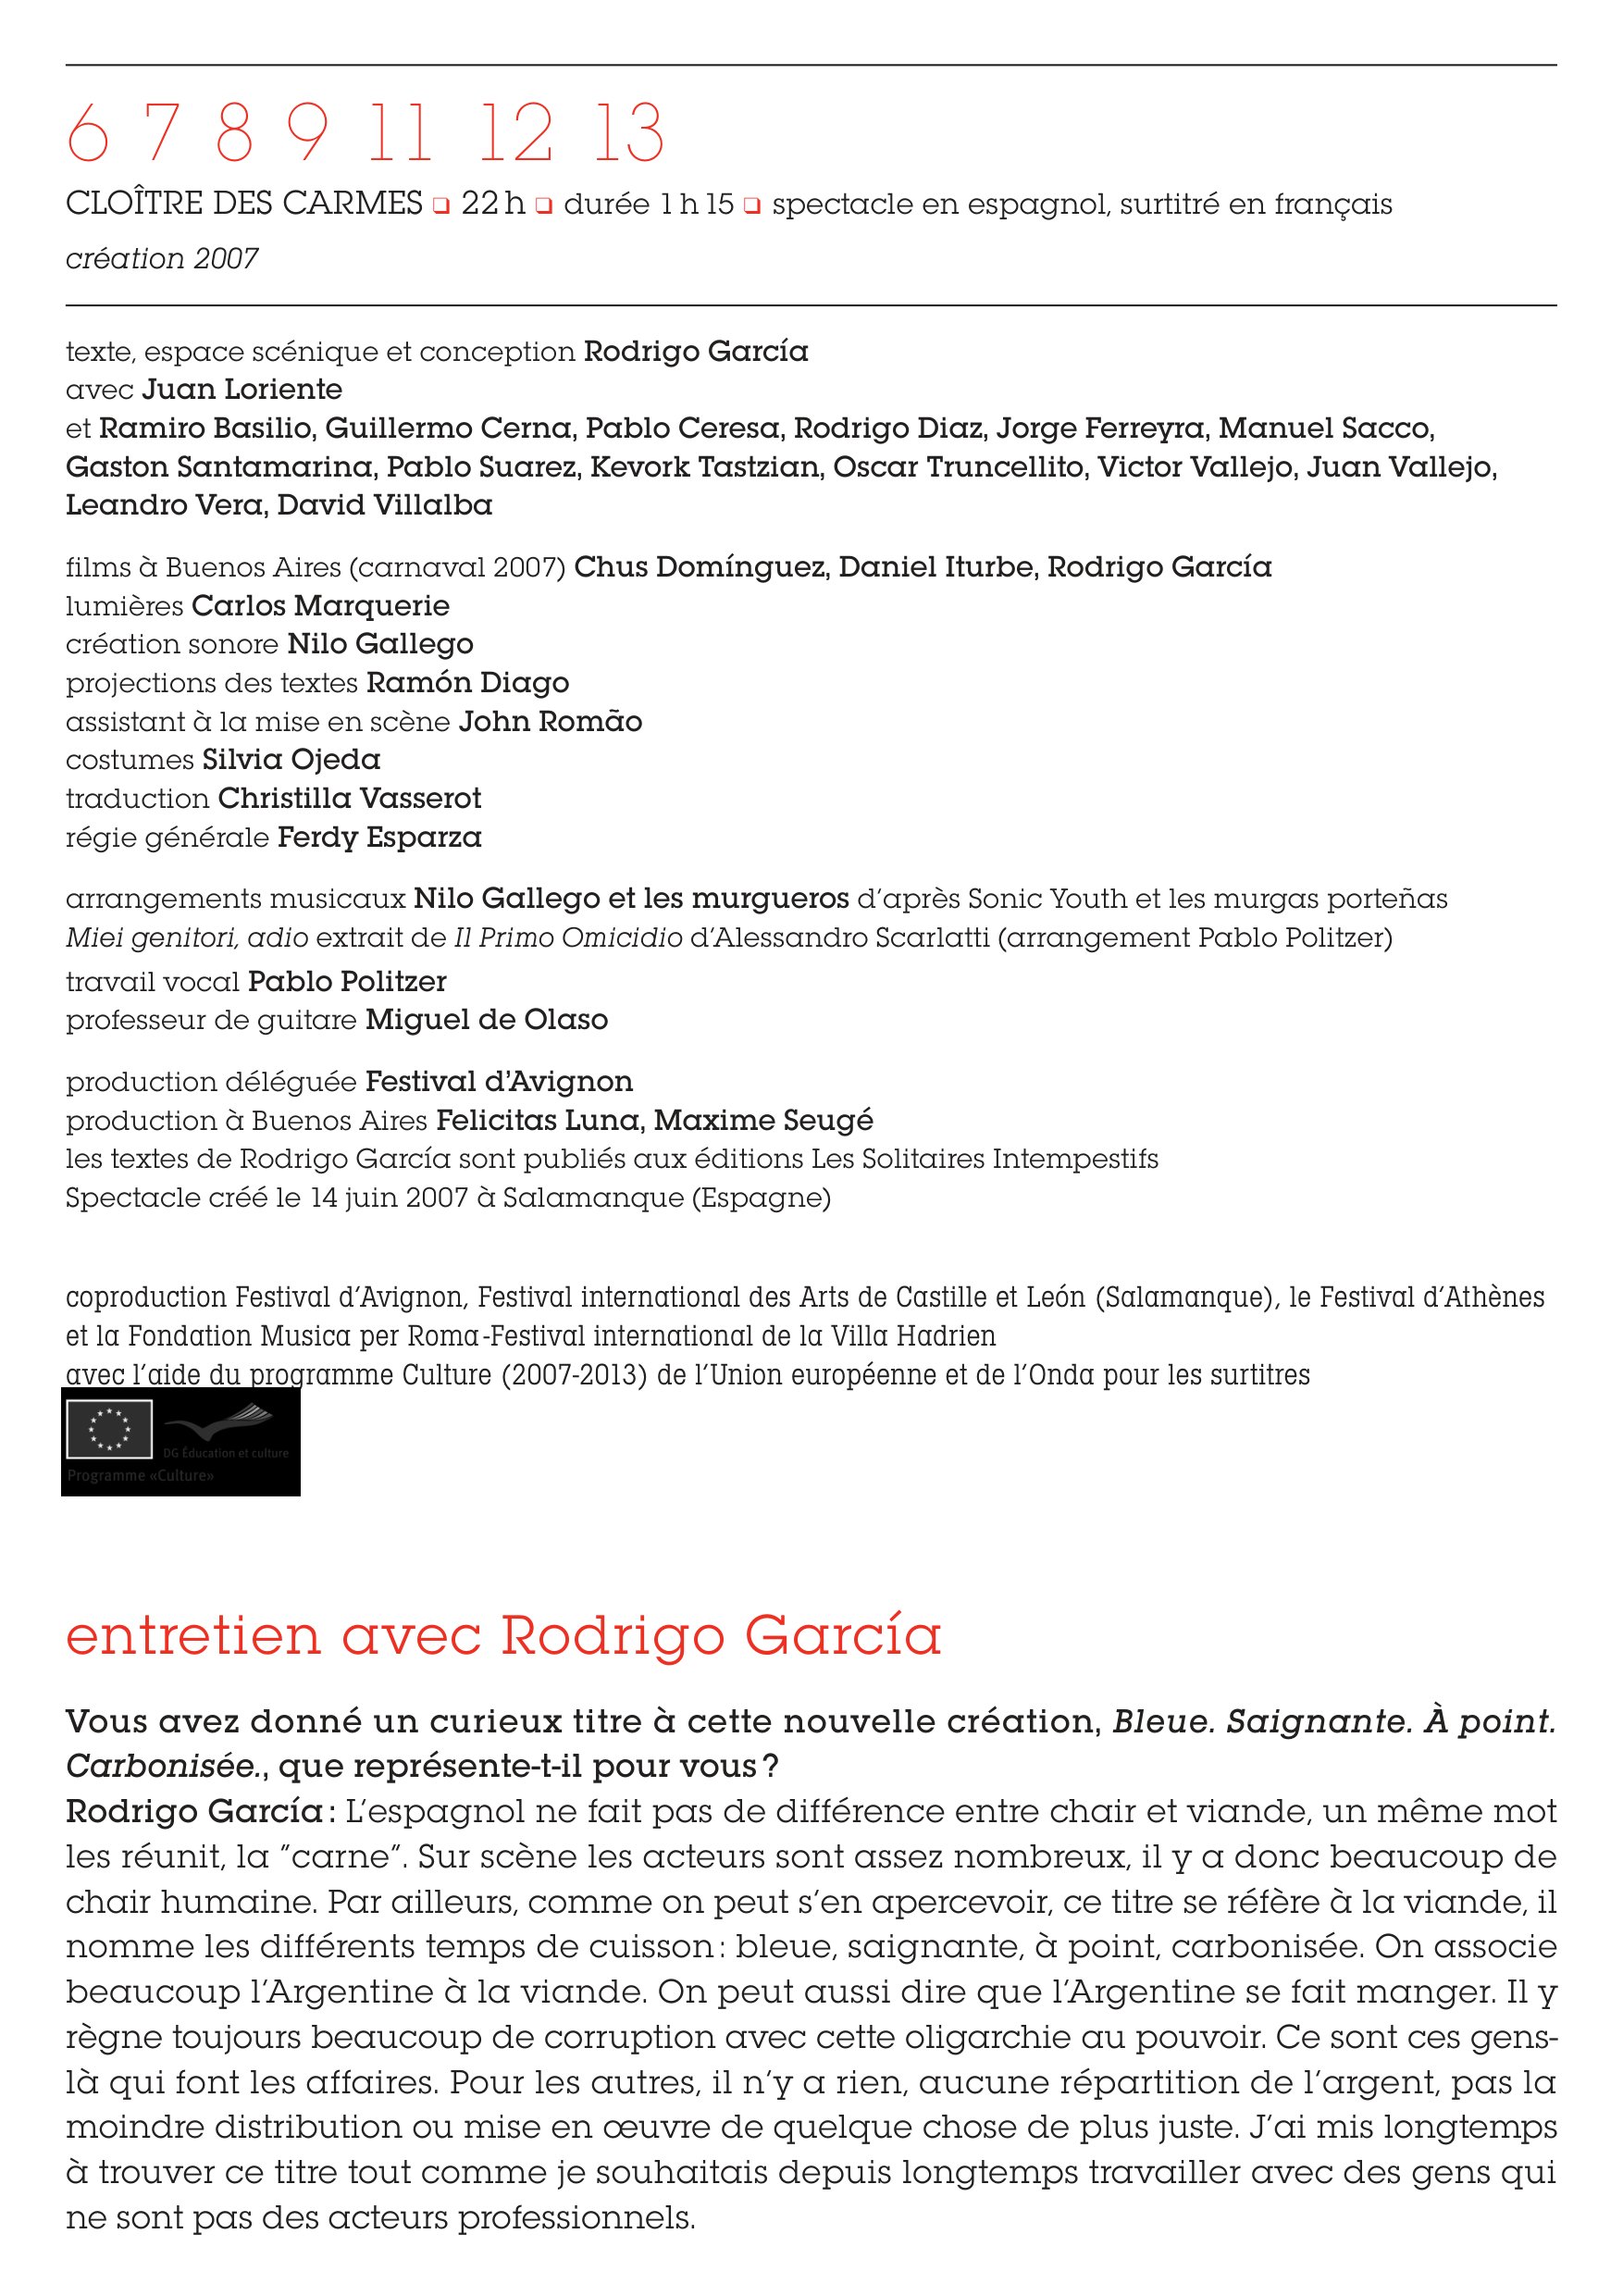 6 7 8 9 11 12 13
CLOÎTRE DES CARMES ❑ 22 h ❑ durée 1 h 15 ❑ spectacle en espagnol, surtitré en français
création 2007
texte, espace scénique et conception Rodrigo García
avec Juan Loriente
et Ramiro Basilio, Guillermo Cerna, Pablo Ceresa, Rodrigo Diaz, Jorge Ferreyra, Manuel Sacco,
Gaston Santamarina, Pablo Suarez, Kevork Tastzian, Oscar Truncellito, Victor Vallejo, Juan Vallejo,
Leandro Vera, David Villalba
films à Buenos Aires (carnaval 2007) Chus Domínguez, Daniel Iturbe, Rodrigo García
lumières Carlos Marquerie
création sonore Nilo Gallego
projections des textes Ramón Diago
assistant à la mise en scène John Romão
costumes Silvia Ojeda
traduction Christilla Vasserot
régie générale Ferdy Esparza
arrangements musicaux Nilo Gallego et les murgueros d’après Sonic Youth et les murgas porteñas
Miei genitori, adio extrait de Il Primo Omicidio d’Alessandro Scarlatti (arrangement Pablo Politzer)
travail vocal Pablo Politzer
professeur de guitare Miguel de Olaso
production déléguée Festival d’Avignon
production à Buenos Aires Felicitas Luna, Maxime Seugé
les textes de Rodrigo García sont publiés aux éditions Les Solitaires Intempestifs
Spectacle créé le 14 juin 2007 à Salamanque (Espagne)
coproduction Festival d’Avignon, Festival international des Arts de Castille et León (Salamanque), le Festival d’Athènes
et la Fondation Musica per Roma-Festival international de la Villa Hadrien
avec l’aide du programme Culture (2007-2013) de l’Union européenne et de l’Onda pour les surtitres
DG Éducation et culture
Programme «Culture»
entretien avec Rodrigo García
Vous avez donné un curieux titre à cette nouvelle création, Bleue. Saignante. À point.
Carbonisée., que représente-t-il pour vous ?
Rodrigo García : L’espagnol ne fait pas de différence entre chair et viande, un même mot
les réunit, la "carne". Sur scène les acteurs sont assez nombreux, il y a donc beaucoup de
chair humaine. Par ailleurs, comme on peut s’en apercevoir, ce titre se réfère à la viande, il
nomme les différents temps de cuisson : bleue, saignante, à point, carbonisée. On associe
beaucoup l’Argentine à la viande. On peut aussi dire que l’Argentine se fait manger. Il y
règne toujours beaucoup de corruption avec cette oligarchie au pouvoir. Ce sont ces gens-
là qui font les affaires. Pour les autres, il n’y a rien, aucune répartition de l’argent, pas la
moindre distribution ou mise en œuvre de quelque chose de plus juste. J’ai mis longtemps
à trouver ce titre tout comme je souhaitais depuis longtemps travailler avec des gens qui
ne sont pas des acteurs professionnels.